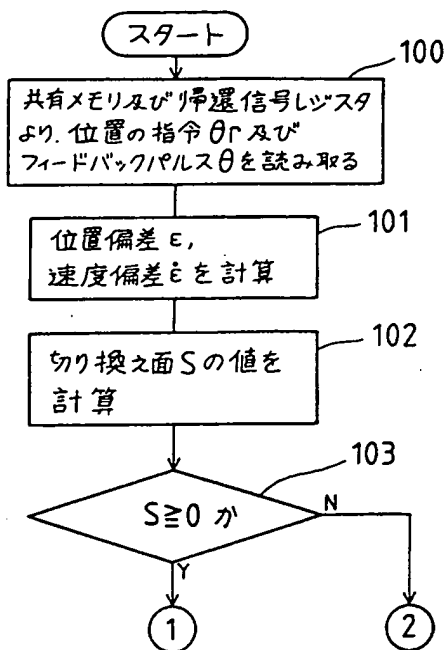 スタート
100
共有メモリ及び帰還信号レジスタ
より、位置の指令θr及び
フィードバックパルスθを読み取る
101
位置偏差ε,
速度偏差ε̇を計算
102
切り換え面Sの値を
計算
103
S≧0か
N
Y
1
2